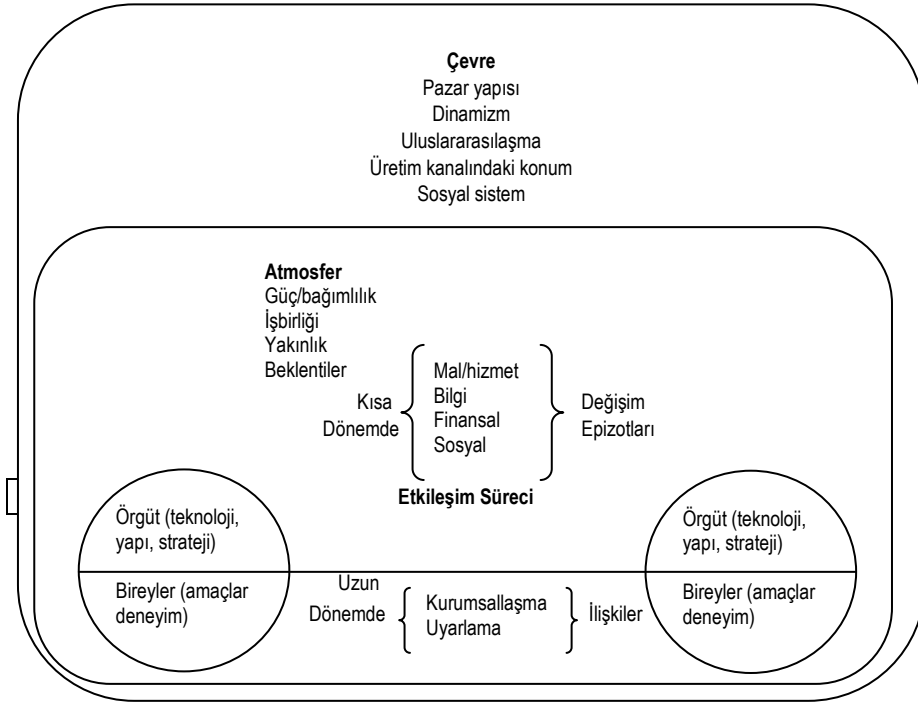 Çevre
Pazar yapısı
Dinamizm
Uluslararasılaşma
Üretim kanalındaki konum
Sosyal sistem
Atmosfer
Güç/bağımlılık
İşbirliği
Yakınlık
Beklentiler
Kısa
Dönemde
Mal/hizmet
Bilgi
Finansal
Sosyal
Değişim
Epizotları
Etkileşim Süreci
Örgüt (teknoloji,
yapı, strateji)
Bireyler (amaçlar
deneyim)
Uzun
Dönemde
Kurumsallaşma
Uyarlama
İlişkiler
Örgüt (teknoloji,
yapı, strateji)
Bireyler (amaçlar
deneyim)